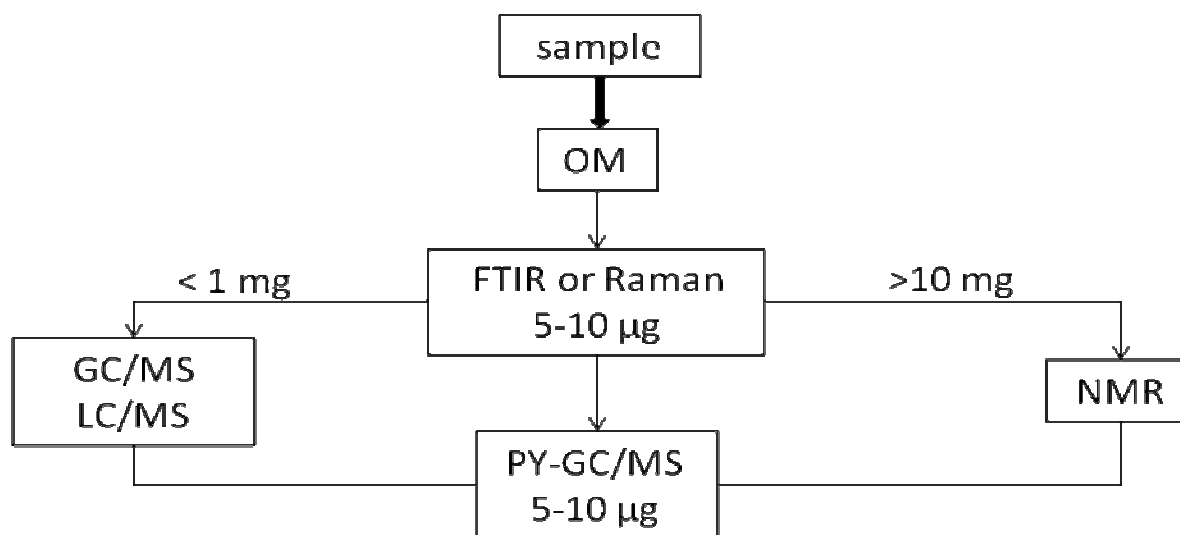 sample
OM
< 1 mg
FTIR or Raman
5-10 µg
>10 mg
GC/MS
LC/MS
NMR
PY-GC/MS
5-10 µg